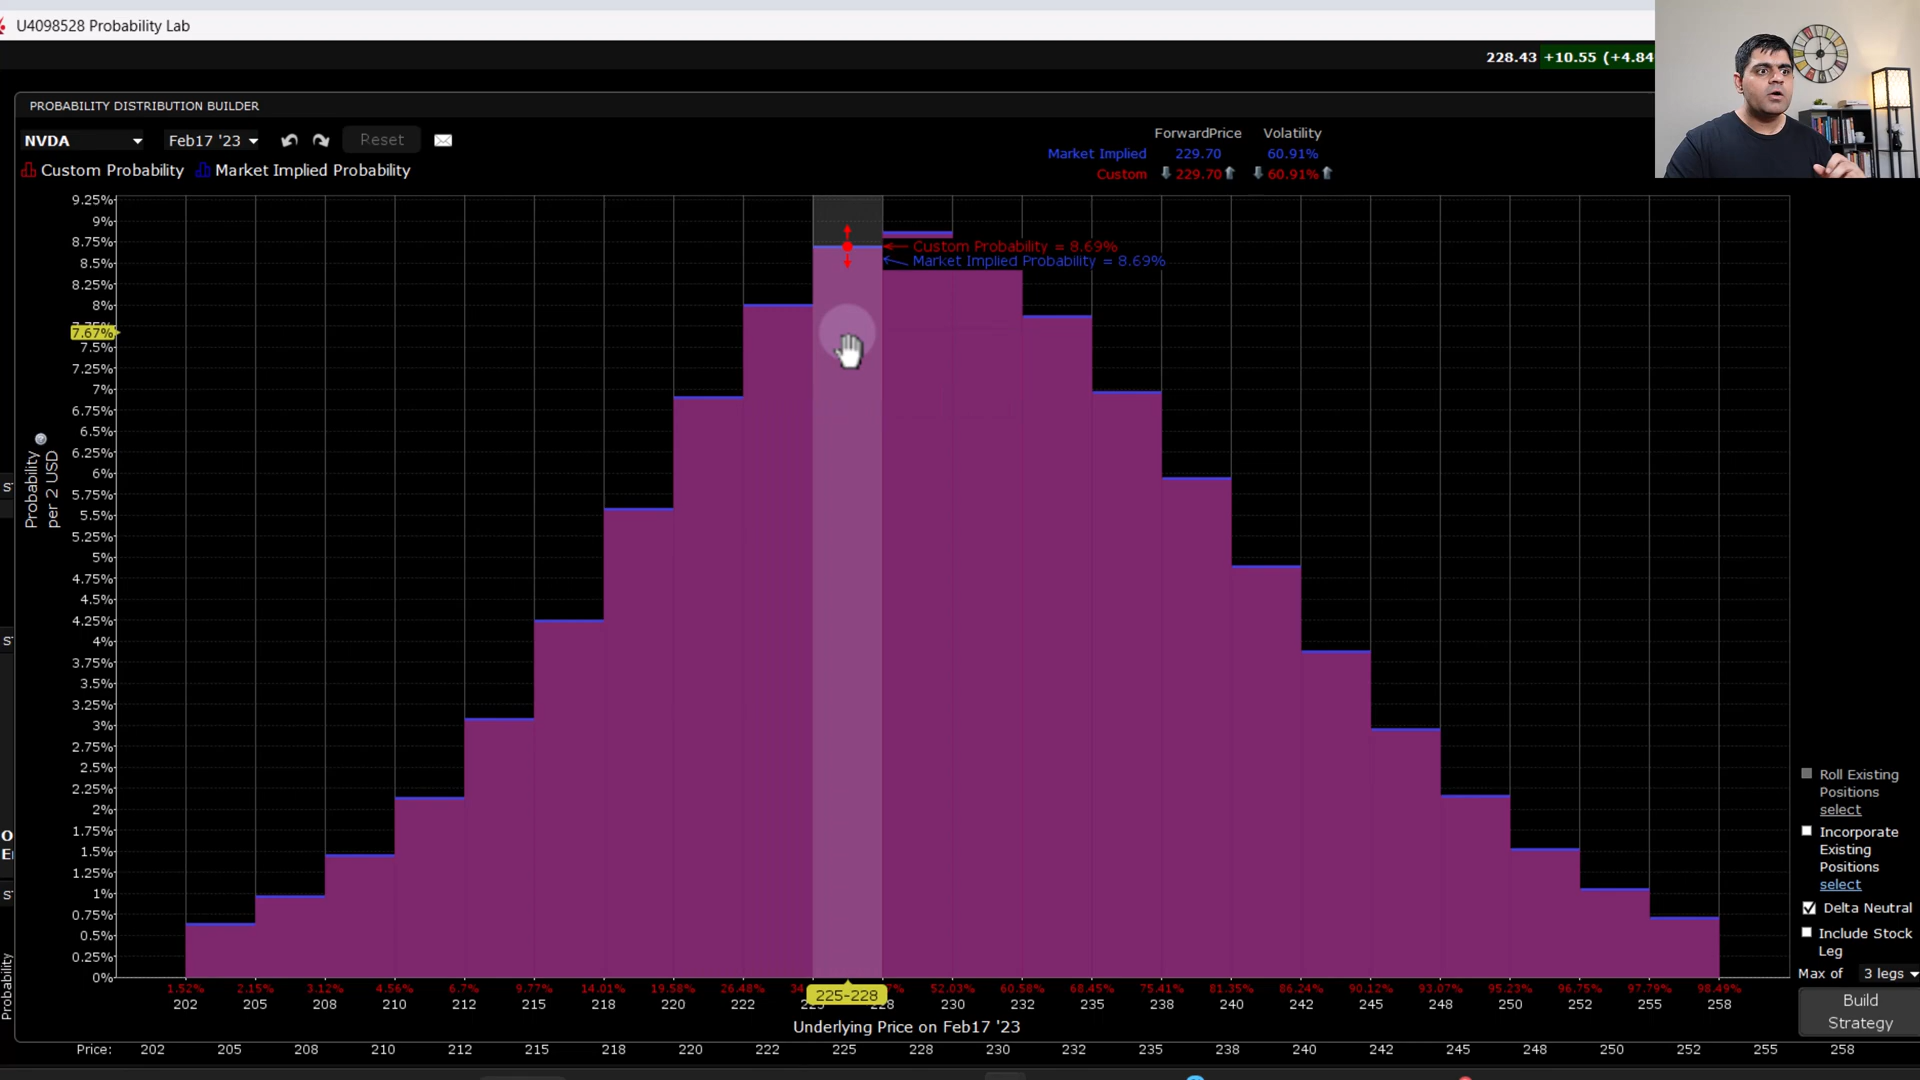 U4098528 Probability Lab
228.43 +10.55 (+4.84
PROBABILITY DISTRIBUTION BUILDER
NVDA Feb17 '23 Reset
ForwardPrice Volatility
Market Implied 229.70 60.91%
Custom 229.70 60.91%
Custom Probability Market Implied Probability
9.25%
9%
8.75%
8.5%
8.25%
8%
7.67%
7.5%
7.25%
7%
6.75%
6.5%
6.25%
6%
5.75%
5.5%
5.25%
5%
4.75%
4.5%
4.25%
4%
3.75%
3.5%
3.25%
3%
2.75%
2.5%
2.25%
2%
1.75%
1.5%
1.25%
1%
0.75%
0.5%
0.25%
0%
Probability
per 2 USD
Custom Probability = 8.69%
Market Implied Probability = 8.69%
1.52% 2.15% 3.12% 4.56% 6.7% 9.77% 14.01% 19.58% 26.48% 52.03% 60.58% 68.45% 75.41% 81.35% 86.24% 90.12% 93.07% 95.23% 96.75% 97.79% 98.49%
225-228
202 205 208 210 212 215 218 220 222 225 228 230 232 235 238 240 242 245 248 250 252 255 258
Underlying Price on Feb17 '23
Price: 202 205 208 210 212 215 218 220 222 225 228 230 232 235 238 240 242 245 248 250 252 255 258
Probability
Roll Existing
Positions
select
Incorporate
Existing
Positions
select
Delta Neutral
Include Stock
Leg
Max of 3 legs
Build
Strategy